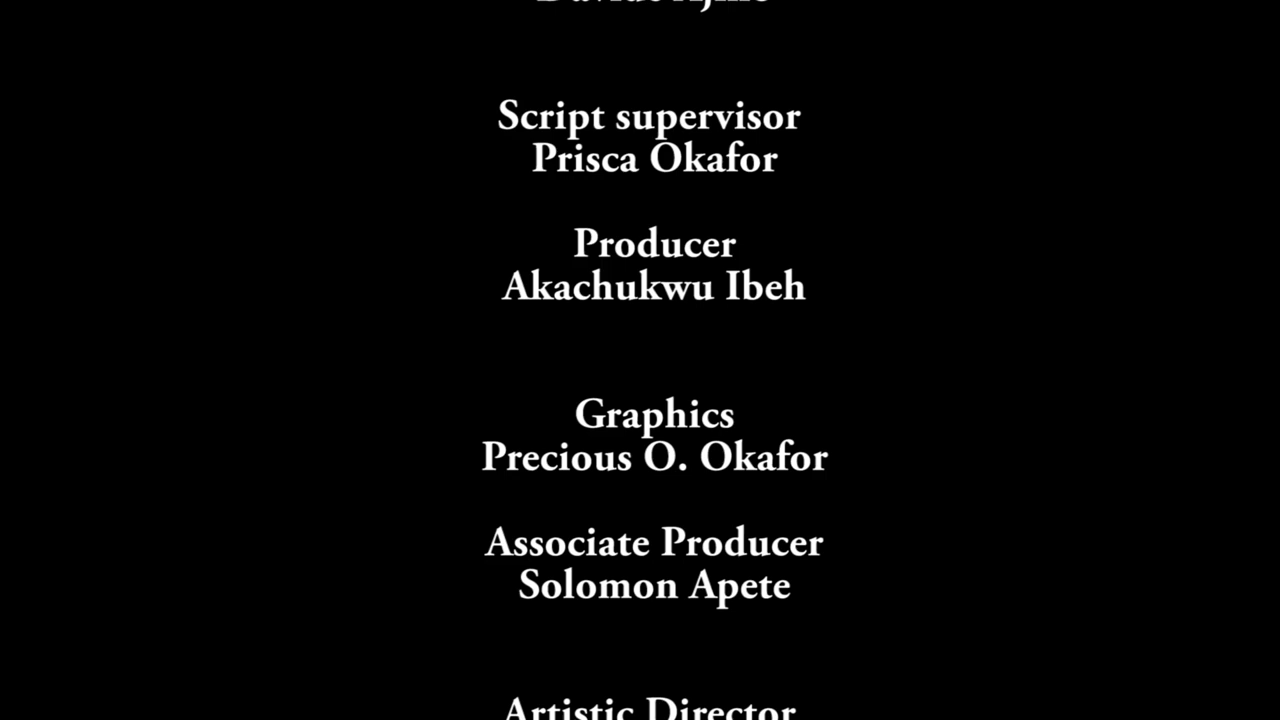 Script supervisor
Prisca Okafor
Producer
Akachukwu Ibeh
Graphics
Precious O. Okafor
Associate Producer
Solomon Apete
Artistic Director